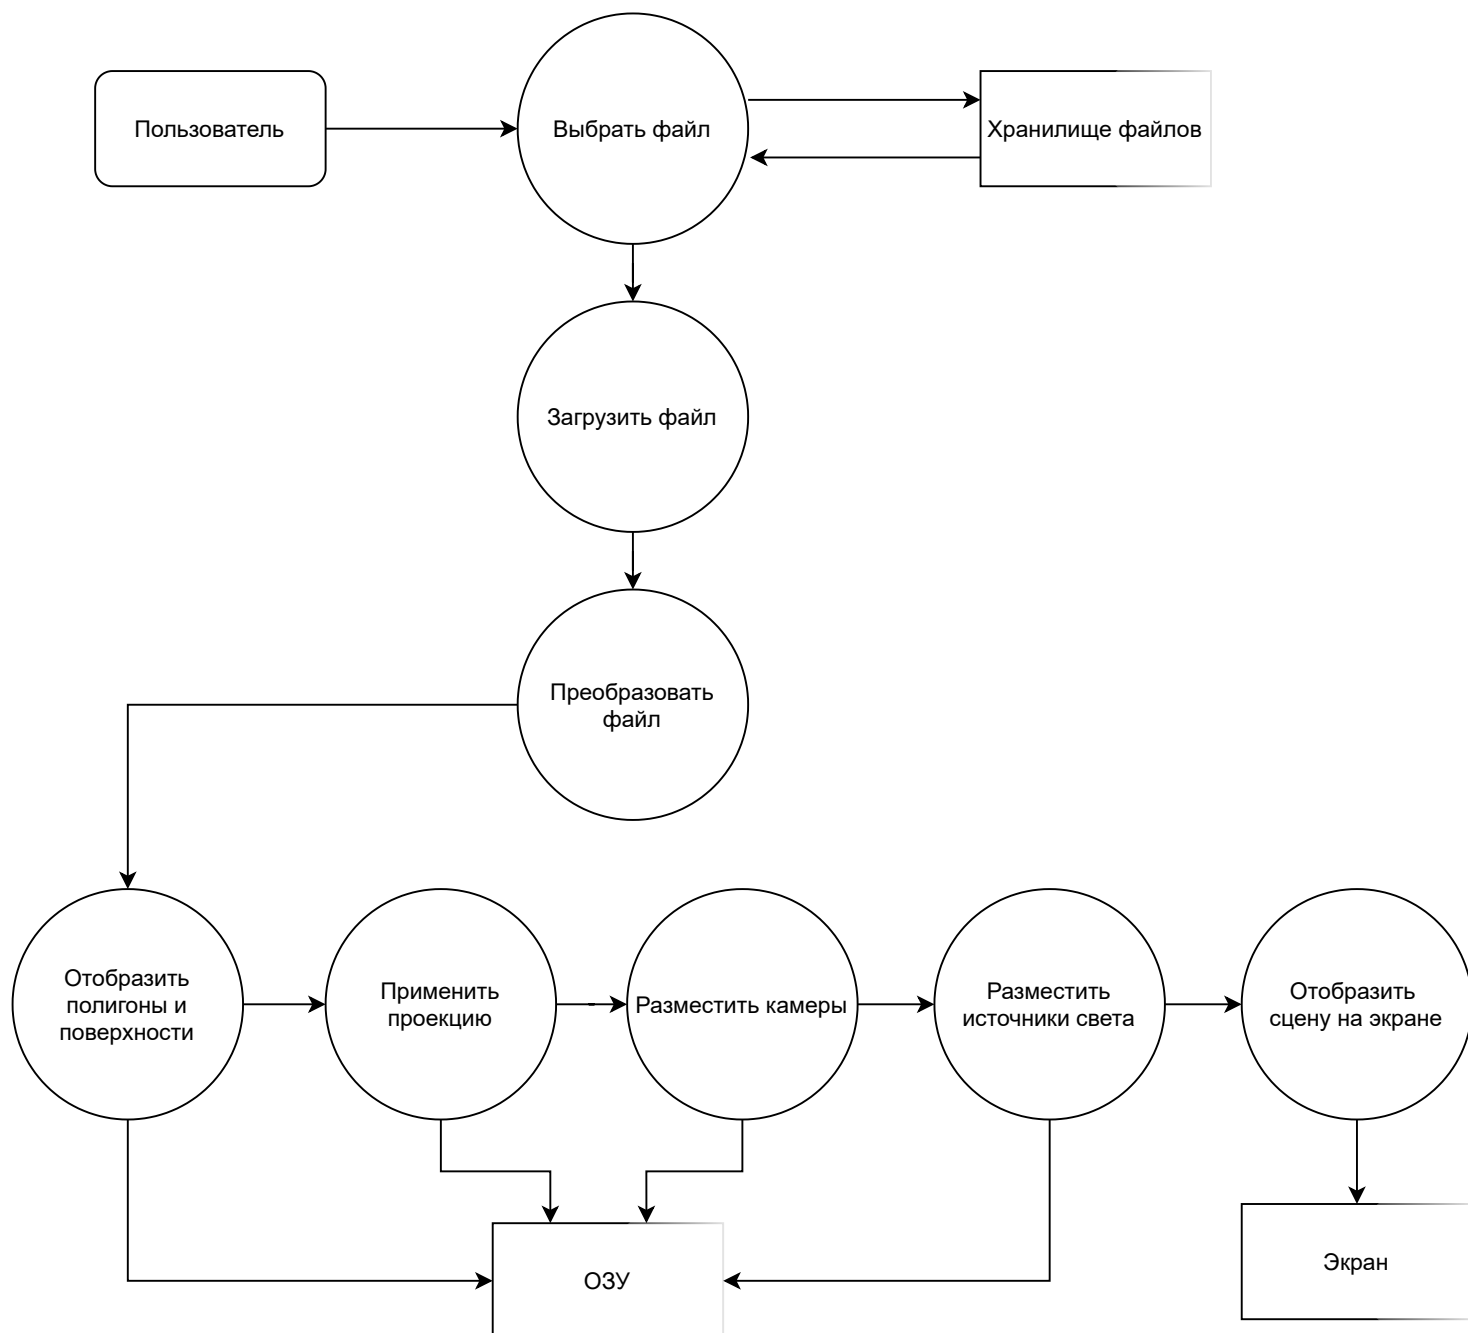 Пользователь
Выбрать файл
Хранилище файлов
Загрузить файл
Преобразовать
файл
Отобразить
полигоны и
поверхности
Применить
проекцию
Разместить камеры
Разместить
источники света
Отобразить
сцену на экране
ОЗУ
Экран